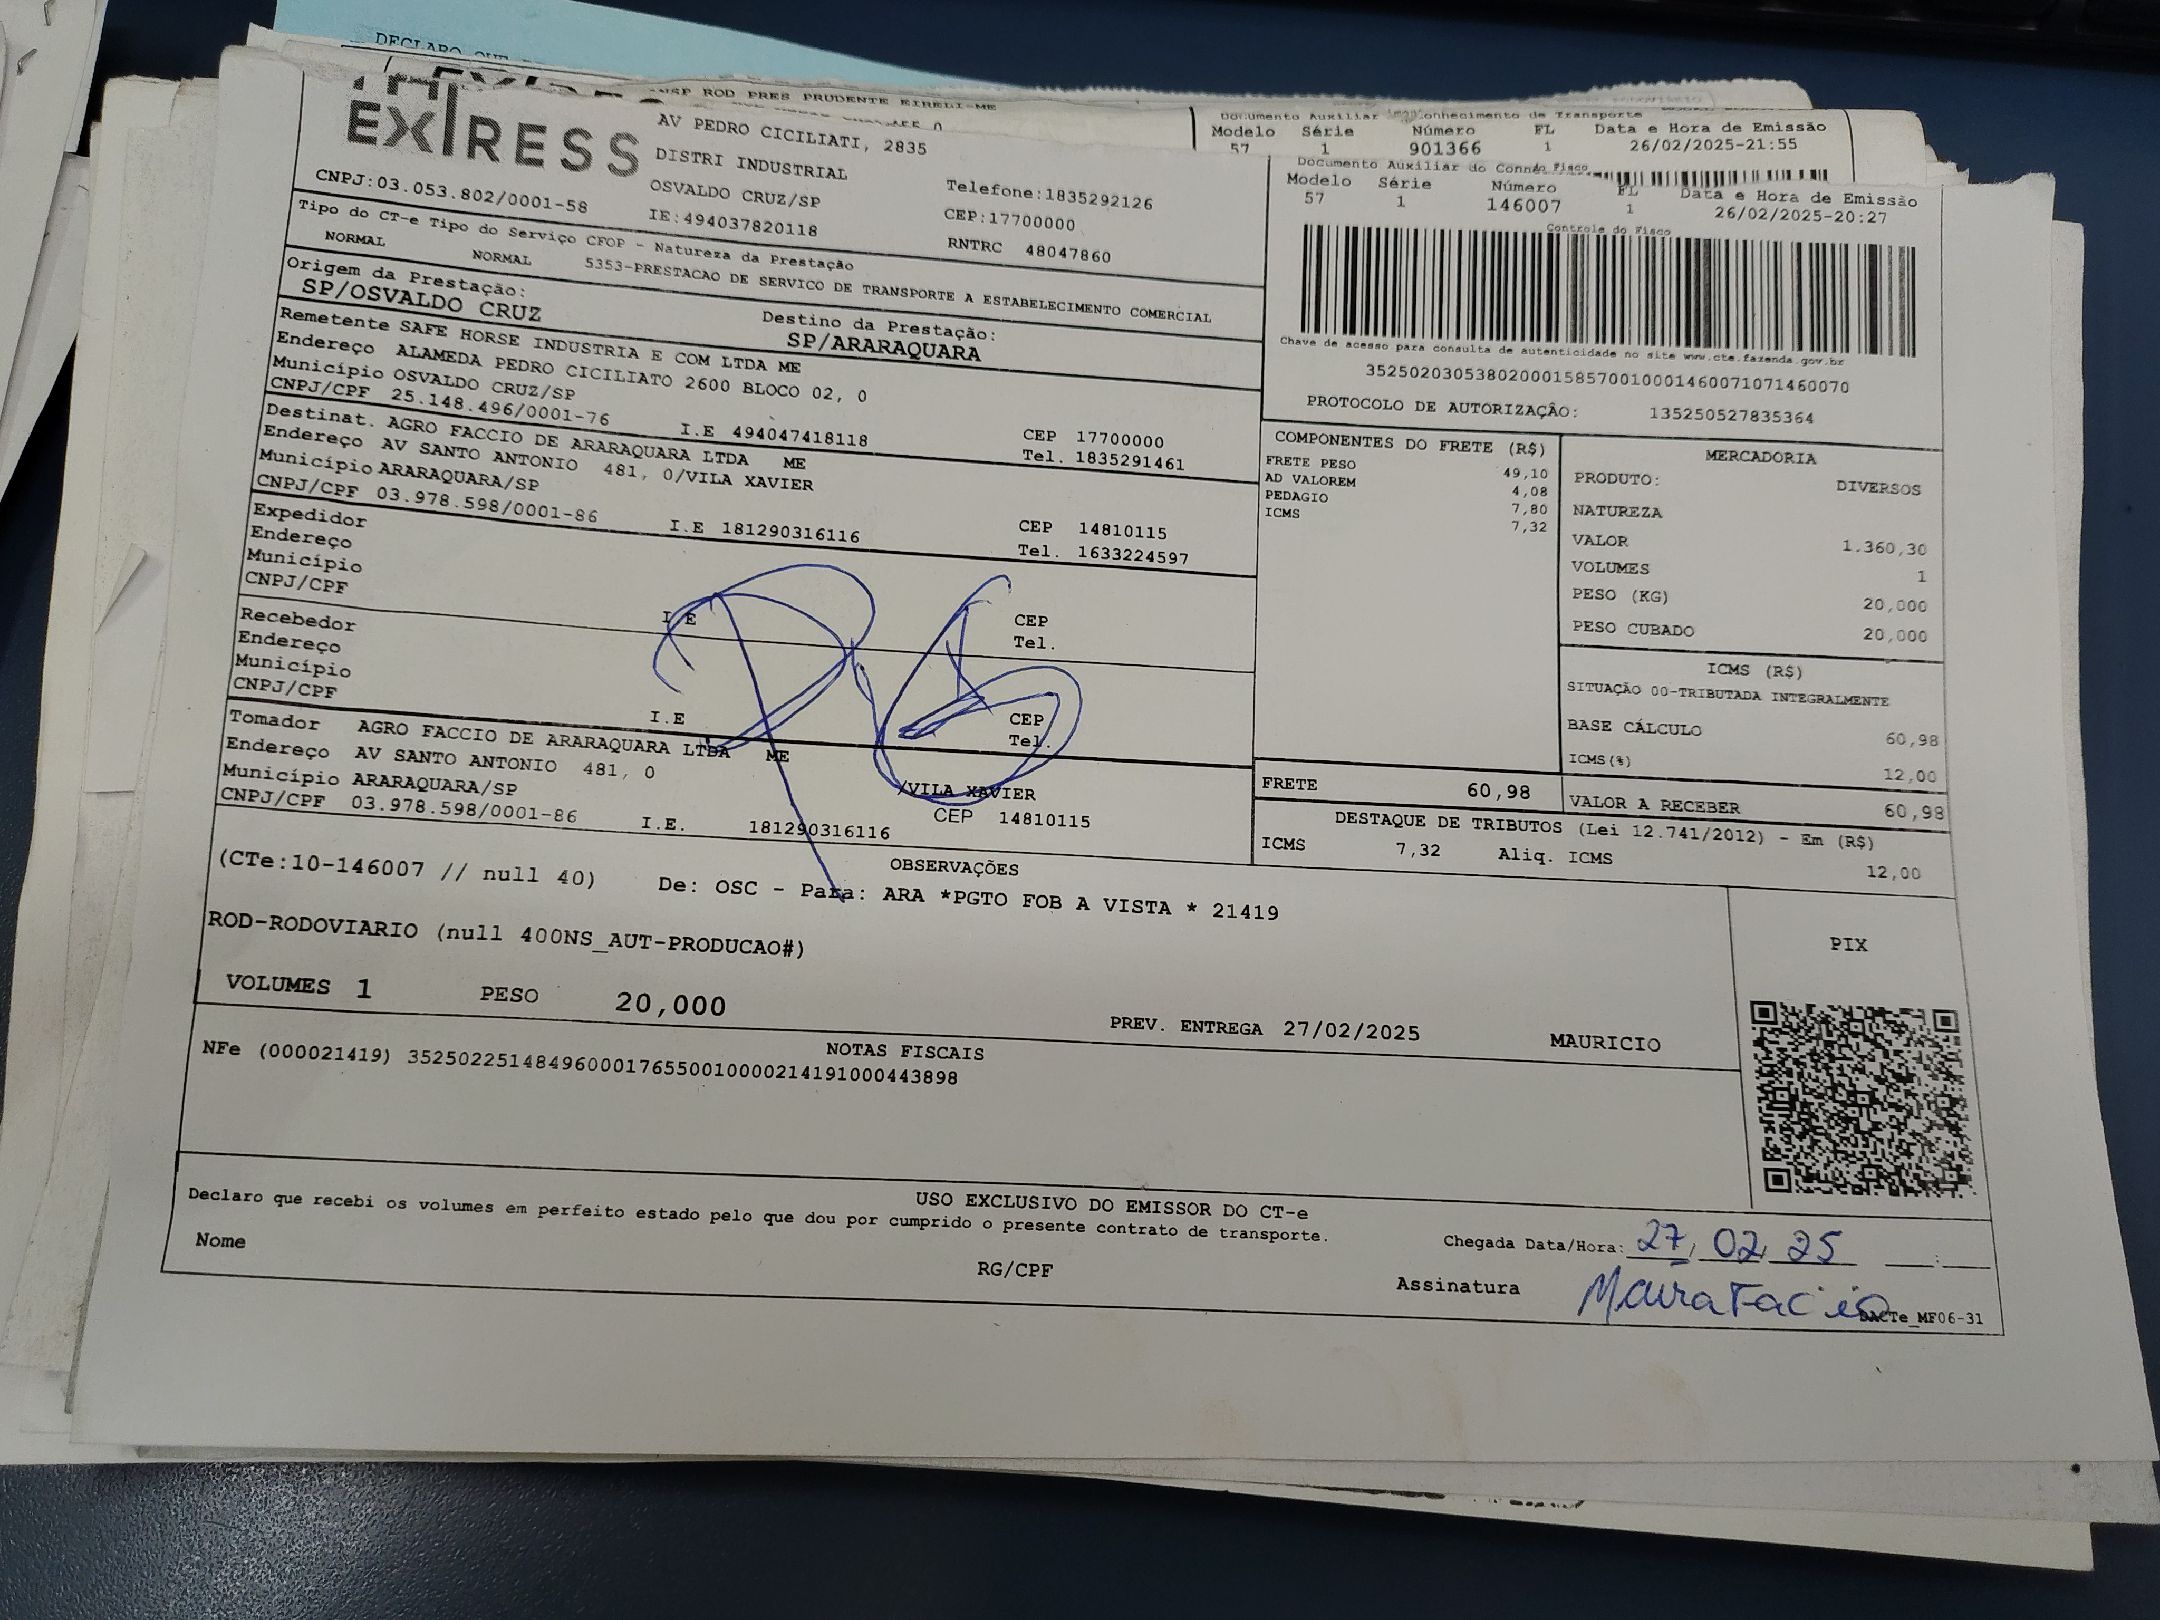 DECLARO QUE
EXPRESS
NSP ROD PRES PRUDENTE EIRELI-ME
AV PEDRO CICILIATI, 2835
DISTRI INDUSTRIAL
OSVALDO CRUZ/SP
Telefone:1835292126
CNPJ:03.053.802/0001-58
IE:494037820118
CEP:17700000
RNTRC 48047860
Documento Auxiliar Conhecimento de Transporte
Modelo Série Número FL Data e Hora de Emissão
57 1 901366 1 26/02/2025-21:55
Documento Auxiliar do
Modelo Série Número FL Data e Hora de Emissão
57 1 146007 1 26/02/2025-20:27
Controle do Fisco
Chave de acesso para consulta de autenticidade no site www.cte.fazenda.gov.br
35250203053802000158570010001460071071460070
PROTOCOLO DE AUTORIZAÇÃO: 135250527835364
Tipo do CT-e Tipo do Serviço CFOP - Natureza da Prestação
NORMAL NORMAL 5353-PRESTACAO DE SERVICO DE TRANSPORTE A ESTABELECIMENTO COMERCIAL
Origem da Prestação: Destino da Prestação:
SP/OSVALDO CRUZ SP/ARARAQUARA
Remetente SAFE HORSE INDUSTRIA E COM LTDA ME
Endereço ALAMEDA PEDRO CICILIATO 2600 BLOCO 02, 0
Município OSVALDO CRUZ/SP CEP 17700000
CNPJ/CPF 25.148.496/0001-76 I.E 494047418118 Tel. 1835291461
Destinat. AGRO FACCIO DE ARARAQUARA LTDA ME
Endereço AV SANTO ANTONIO 481, 0/VILA XAVIER
Município ARARAQUARA/SP CEP 14810115
CNPJ/CPF 03.978.598/0001-86 I.E 181290316116 Tel. 1633224597
Expedidor
Endereço
Município CEP
CNPJ/CPF I.E Tel.
Recebedor
Endereço
Município CEP
CNPJ/CPF I.E Tel.
Tomador AGRO FACCIO DE ARARAQUARA LTDA ME
Endereço AV SANTO ANTONIO 481, 0 /VILA XAVIER
Município ARARAQUARA/SP CEP 14810115
CNPJ/CPF 03.978.598/0001-86 I.E. 181290316116
COMPONENTES DO FRETE (R$)
FRETE PESO 49,10
AD VALOREM 4,08
PEDAGIO 7,80
ICMS 7,32
MERCADORIA
PRODUTO: DIVERSOS
NATUREZA
VALOR 1.360,30
VOLUMES 1
PESO (KG) 20,000
PESO CUBADO 20,000
ICMS (R$)
SITUAÇÃO 00-TRIBUTADA INTEGRALMENTE
BASE CÁLCULO 60,98
ICMS(%) 12,00
FRETE 60,98 VALOR A RECEBER 60,98
DESTAQUE DE TRIBUTOS (Lei 12.741/2012) - Em (R$)
ICMS 7,32 Aliq. ICMS 12,00
OBSERVAÇÕES
(CTe:10-146007 // null 40) De: OSC - Para: ARA *PGTO FOB A VISTA * 21419
ROD-RODOVIARIO (null 400NS_AUT-PRODUCAO#)
PIX
VOLUMES 1 PESO 20,000 PREV. ENTREGA 27/02/2025 MAURICIO
NOTAS FISCAIS
NFe (000021419) 35250225148496000176550010000214191000443898
USO EXCLUSIVO DO EMISSOR DO CT-e
Declaro que recebi os volumes em perfeito estado pelo que dou por cumprido o presente contrato de transporte.
Chegada Data/Hora: 27/02/25 :
Nome RG/CPF Assinatura Maura Facio
DACTe_MF06-31